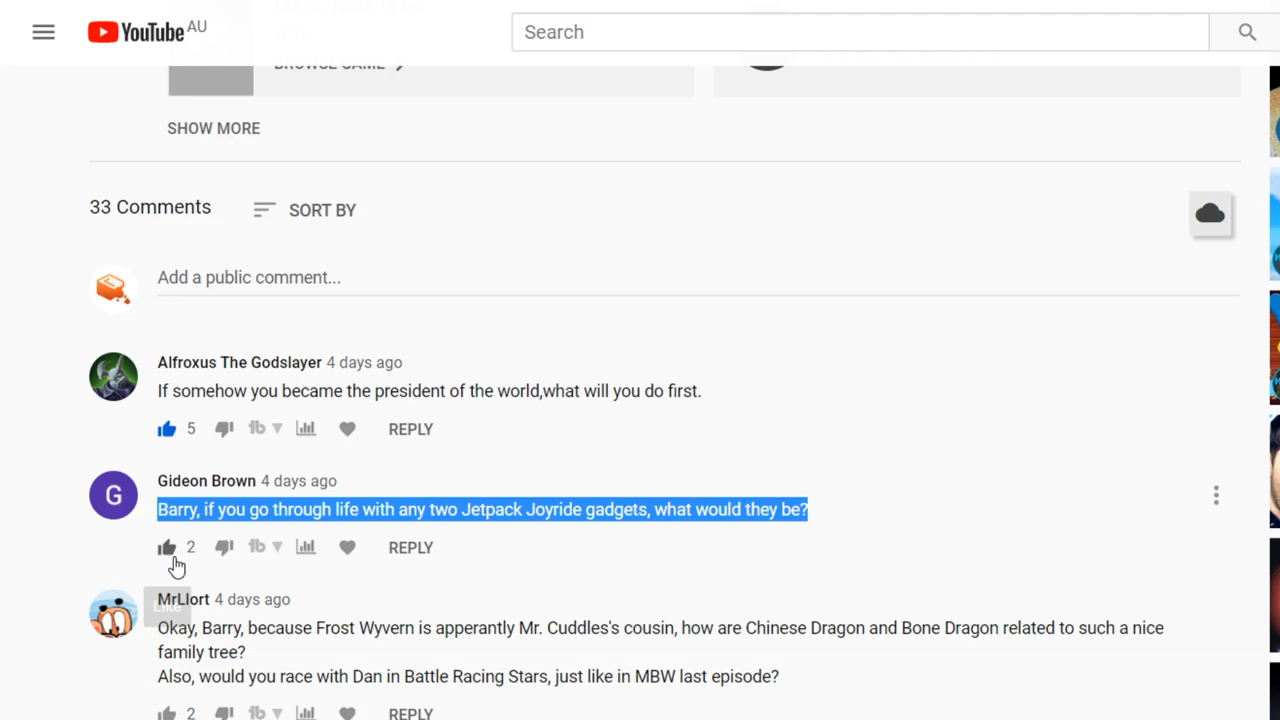 YouTube AU
Search
BROWSE GAME
SHOW MORE
33 Comments
SORT BY
Add a public comment...
Alfroxus The Godslayer 4 days ago
If somehow you became the president of the world,what will you do first.
5 REPLY
G
Gideon Brown 4 days ago
Barry, if you go through life with any two Jetpack Joyride gadgets, what would they be?
2 REPLY
Like
MrLlort 4 days ago
Okay, Barry, because Frost Wyvern is apperantly Mr. Cuddles's cousin, how are Chinese Dragon and Bone Dragon related to such a nice
family tree?
Also, would you race with Dan in Battle Racing Stars, just like in MBW last episode?
2 REPLY